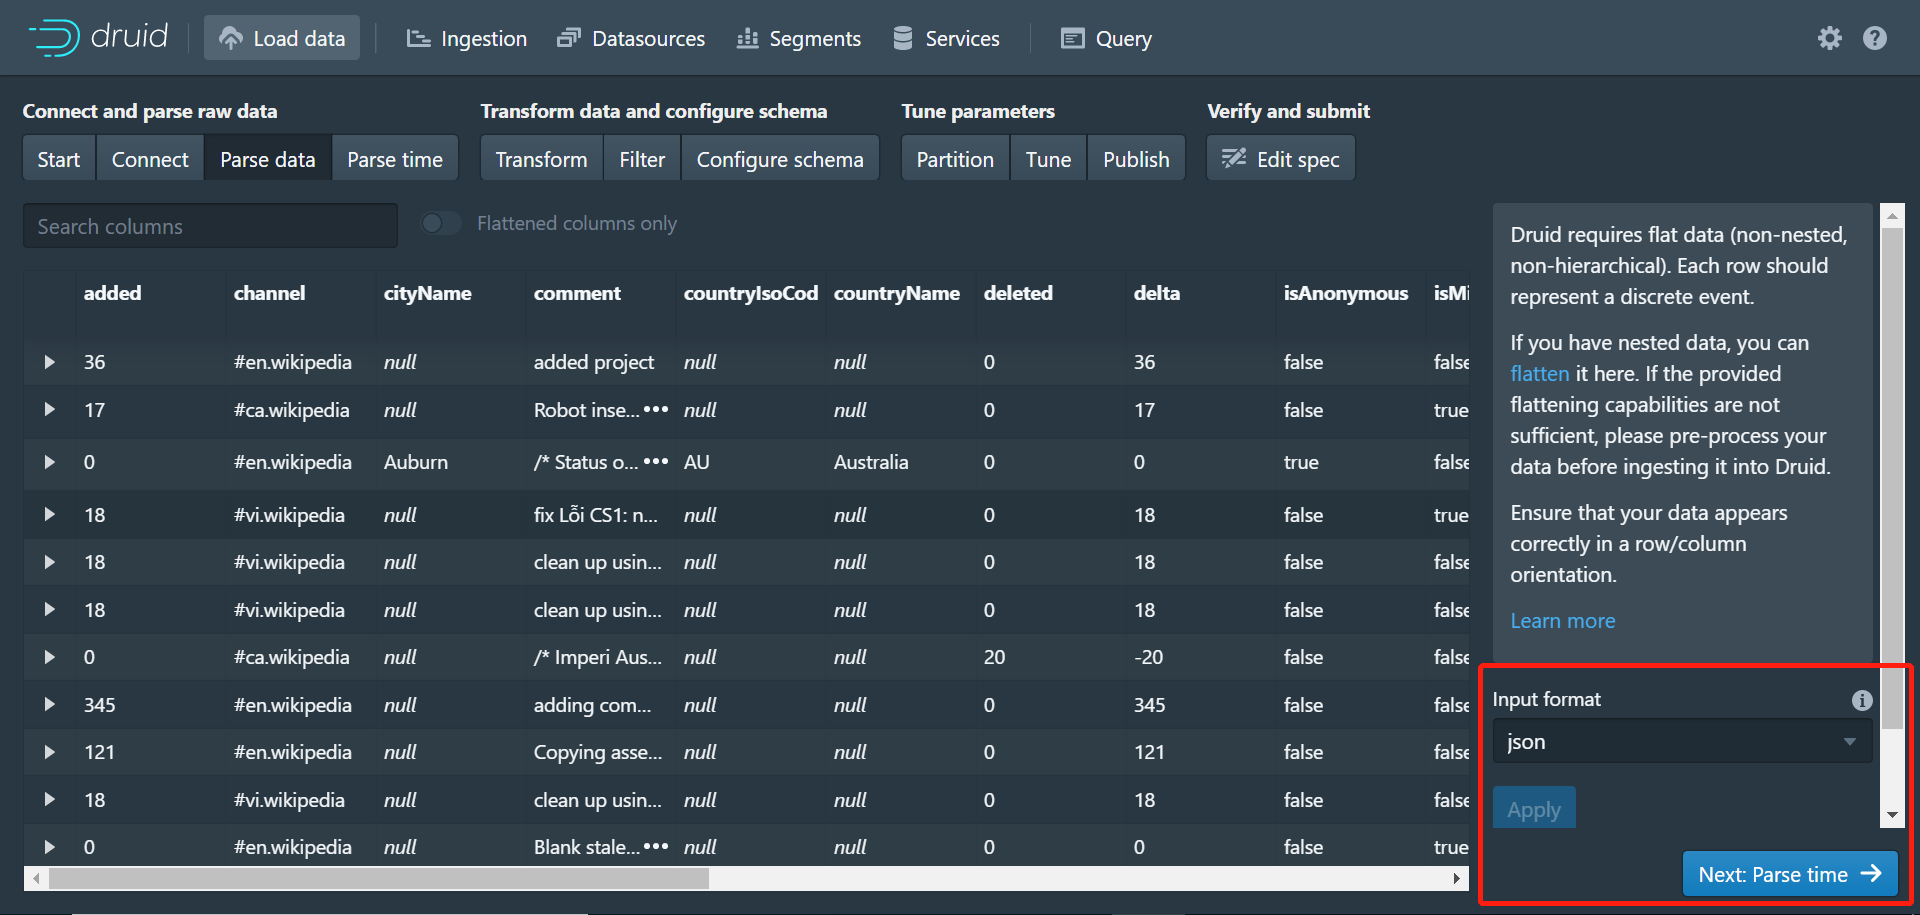 druid Load data Ingestion Datasources Segments Services Query
Connect and parse raw data Transform data and configure schema Tune parameters Verify and submit
Start Connect Parse data Parse time Transform Filter Configure schema Partition Tune Publish Edit spec
Search columns Flattened columns only
added channel cityName comment countryIsoCod countryName deleted delta isAnonymous isMi
36 #en.wikipedia null added project null null 0 36 false false
17 #ca.wikipedia null Robot inse... ••• null null 0 17 false true
0 #en.wikipedia Auburn /* Status o... ••• AU Australia 0 0 true false
18 #vi.wikipedia null fix Lỗi CS1: n... null null 0 18 false true
18 #vi.wikipedia null clean up usin... null null 0 18 false false
18 #vi.wikipedia null clean up usin... null null 0 18 false false
0 #ca.wikipedia null /* Imperi Aus... null null 20 -20 false false
345 #en.wikipedia null adding com... null null 0 345 false false
121 #en.wikipedia null Copying asse... null null 0 121 false false
18 #vi.wikipedia null clean up usin... null null 0 18 false false
0 #en.wikipedia null Blank stale... ••• null null 0 0 false true
Druid requires flat data (non-nested,
non-hierarchical). Each row should
represent a discrete event.
If you have nested data, you can
flatten it here. If the provided
flattening capabilities are not
sufficient, please pre-process your
data before ingesting it into Druid.
Ensure that your data appears
correctly in a row/column
orientation.
Learn more
Input format
json
Apply
Next: Parse time